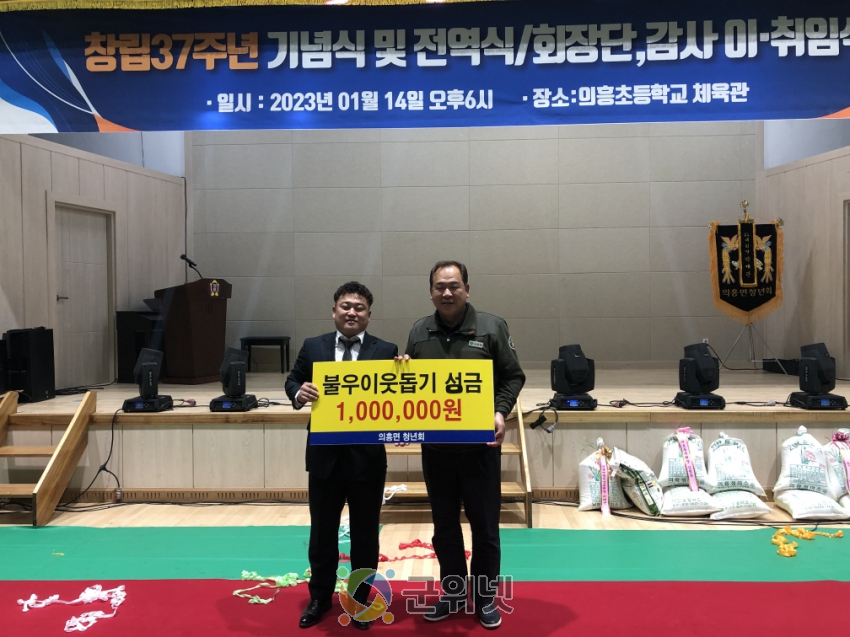 창립37주년 기념식 및 전역식/회장단,감사 이·취임식
·일시 : 2023년 01월 14일 오후6시 ·장소:의흥초등학교 체육관
의흥면청년회
불우이웃돕기 성금
1,000,000원
의흥면 청년회
군위넷